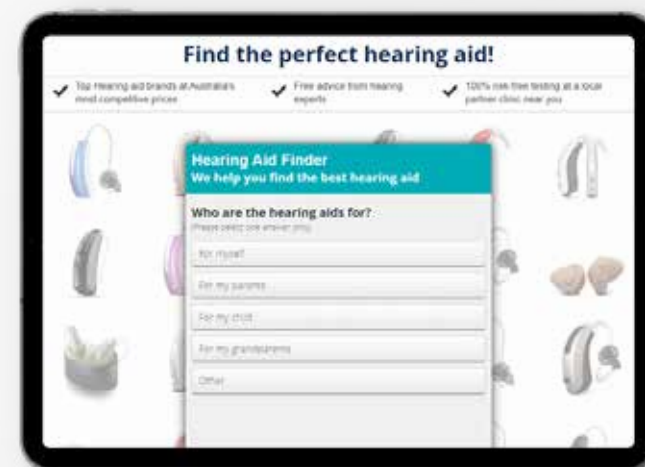 Find the perfect hearing aid!
Top Hearing aid brands at Australia's
most competitive prices
Free advice from hearing
experts
100% risk free testing at a local
partner clinic near you
Hearing Aid Finder
We help you find the best hearing aid
Who are the hearing aids for?
(Please select one answer only)
For myself
For my parents
For my child
For my grandparents
Other